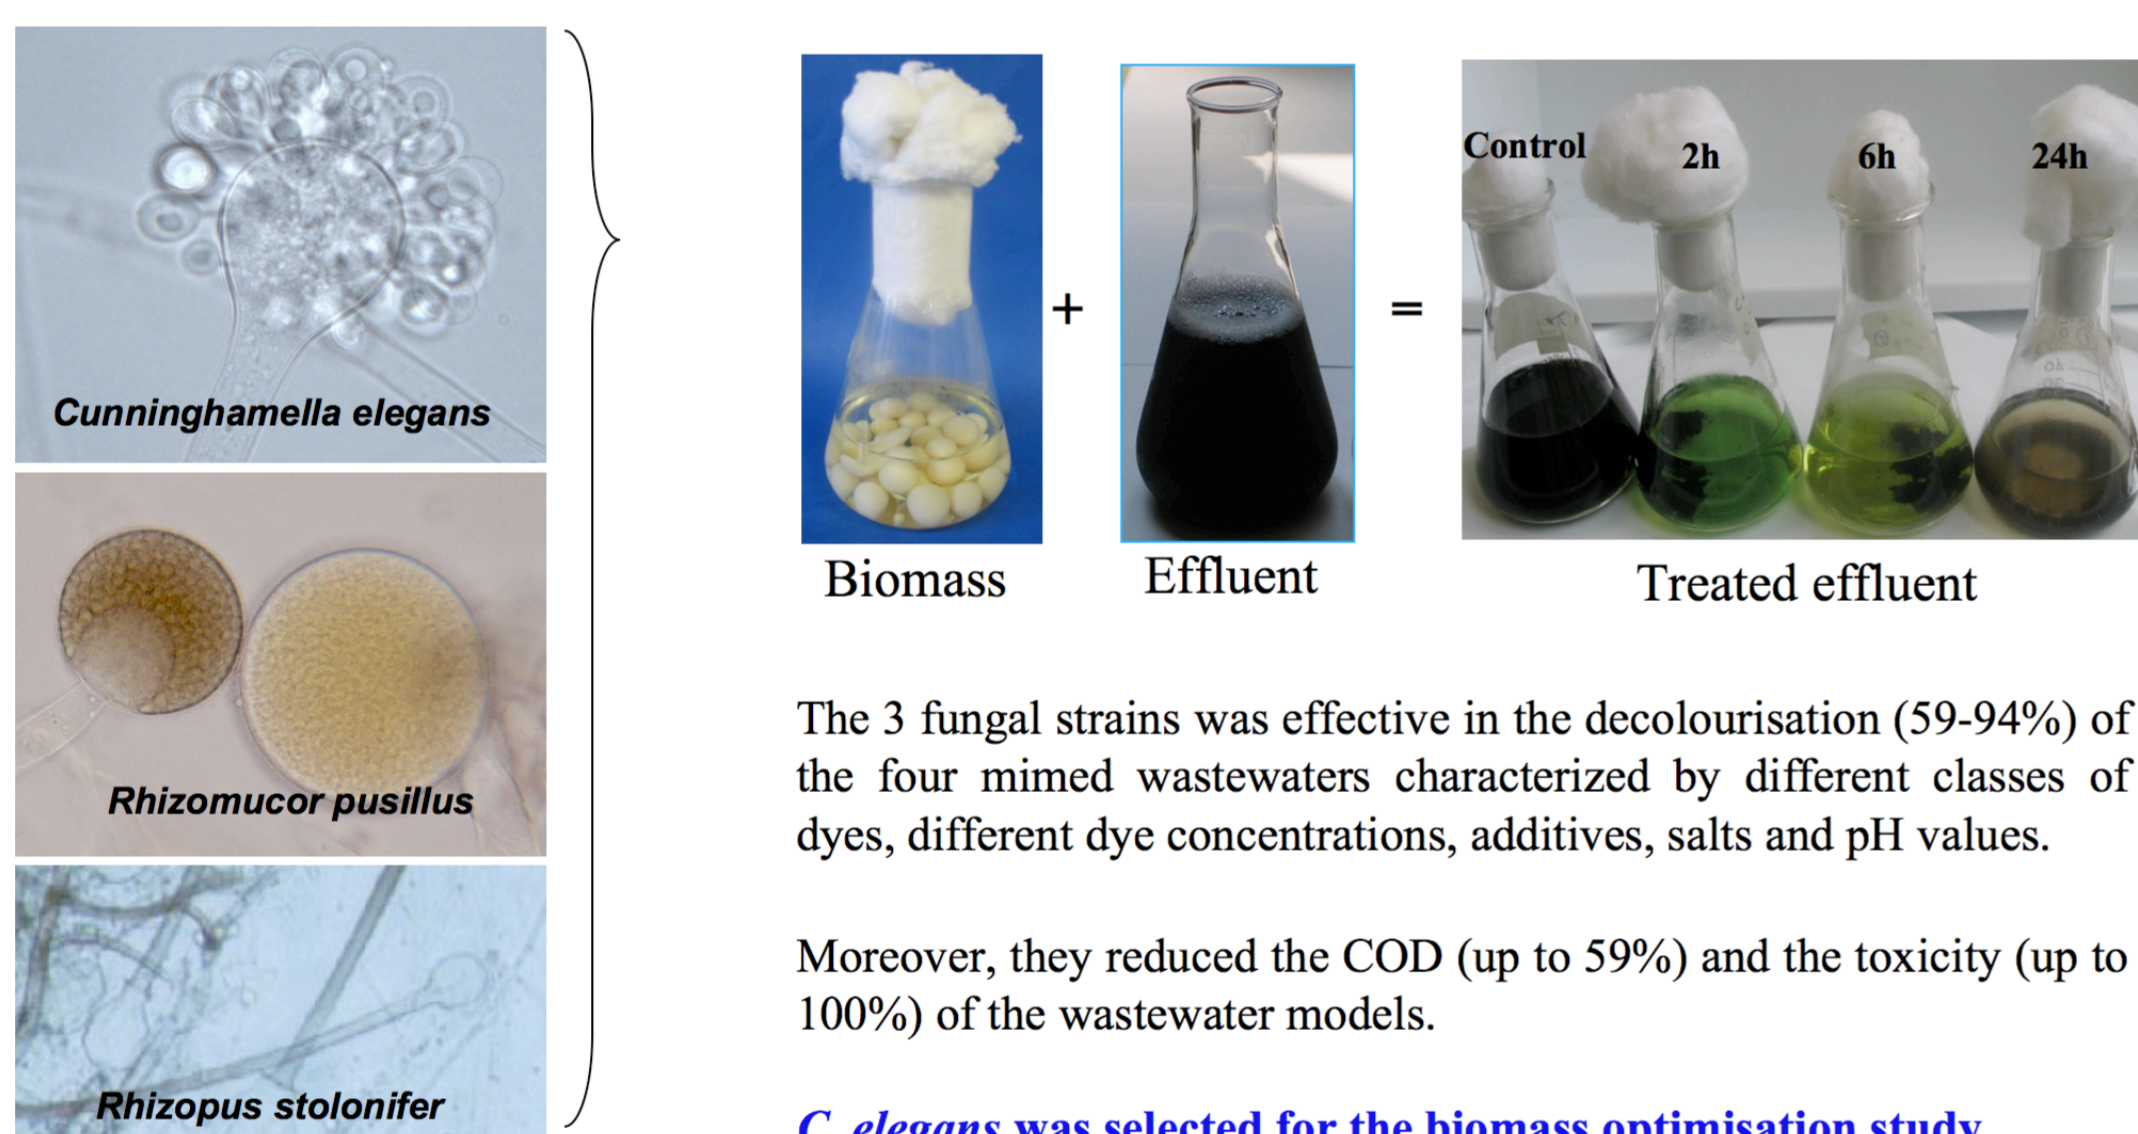 Cunninghamella elegans
Rhizomucor pusillus
Rhizopus stolonifer
Control
2h
6h
24h
+
=
Biomass
Effluent
Treated effluent
The 3 fungal strains was effective in the decolourisation (59-94%) of
the four mimed wastewaters characterized by different classes of
dyes, different dye concentrations, additives, salts and pH values.
Moreover, they reduced the COD (up to 59%) and the toxicity (up to
100%) of the wastewater models.
C. elegans was selected for the biomass optimisation study